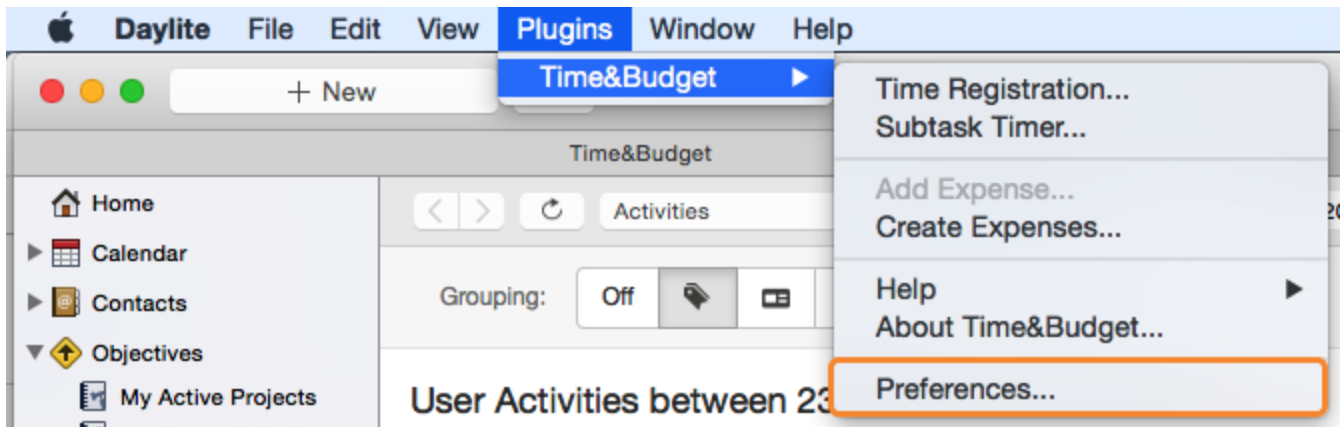 Daylite File Edit View Plugins Window Help
Time&Budget
+ New
Time Registration...
Subtask Timer...
Time&Budget
Add Expense...
Create Expenses...
Home
Activities
Calendar
Contacts
Grouping: Off
Help
About Time&Budget...
Objectives
My Active Projects
User Activities between 23
Preferences...